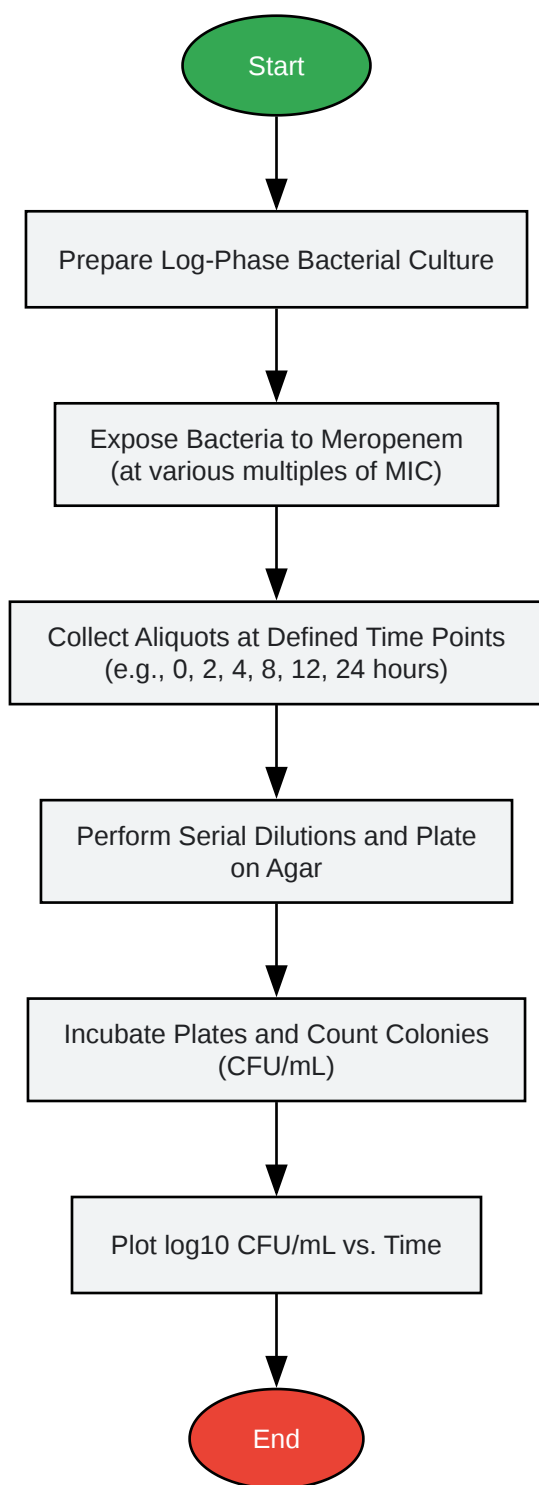 Start
Prepare Log-Phase Bacterial Culture
Expose Bacteria to Meropenem
(at various multiples of MIC)
Collect Aliquots at Defined Time Points
(e.g., 0, 2, 4, 8, 12, 24 hours)
Perform Serial Dilutions and Plate
on Agar
Incubate Plates and Count Colonies
(CFU/mL)
Plot log10 CFU/mL vs. Time
End